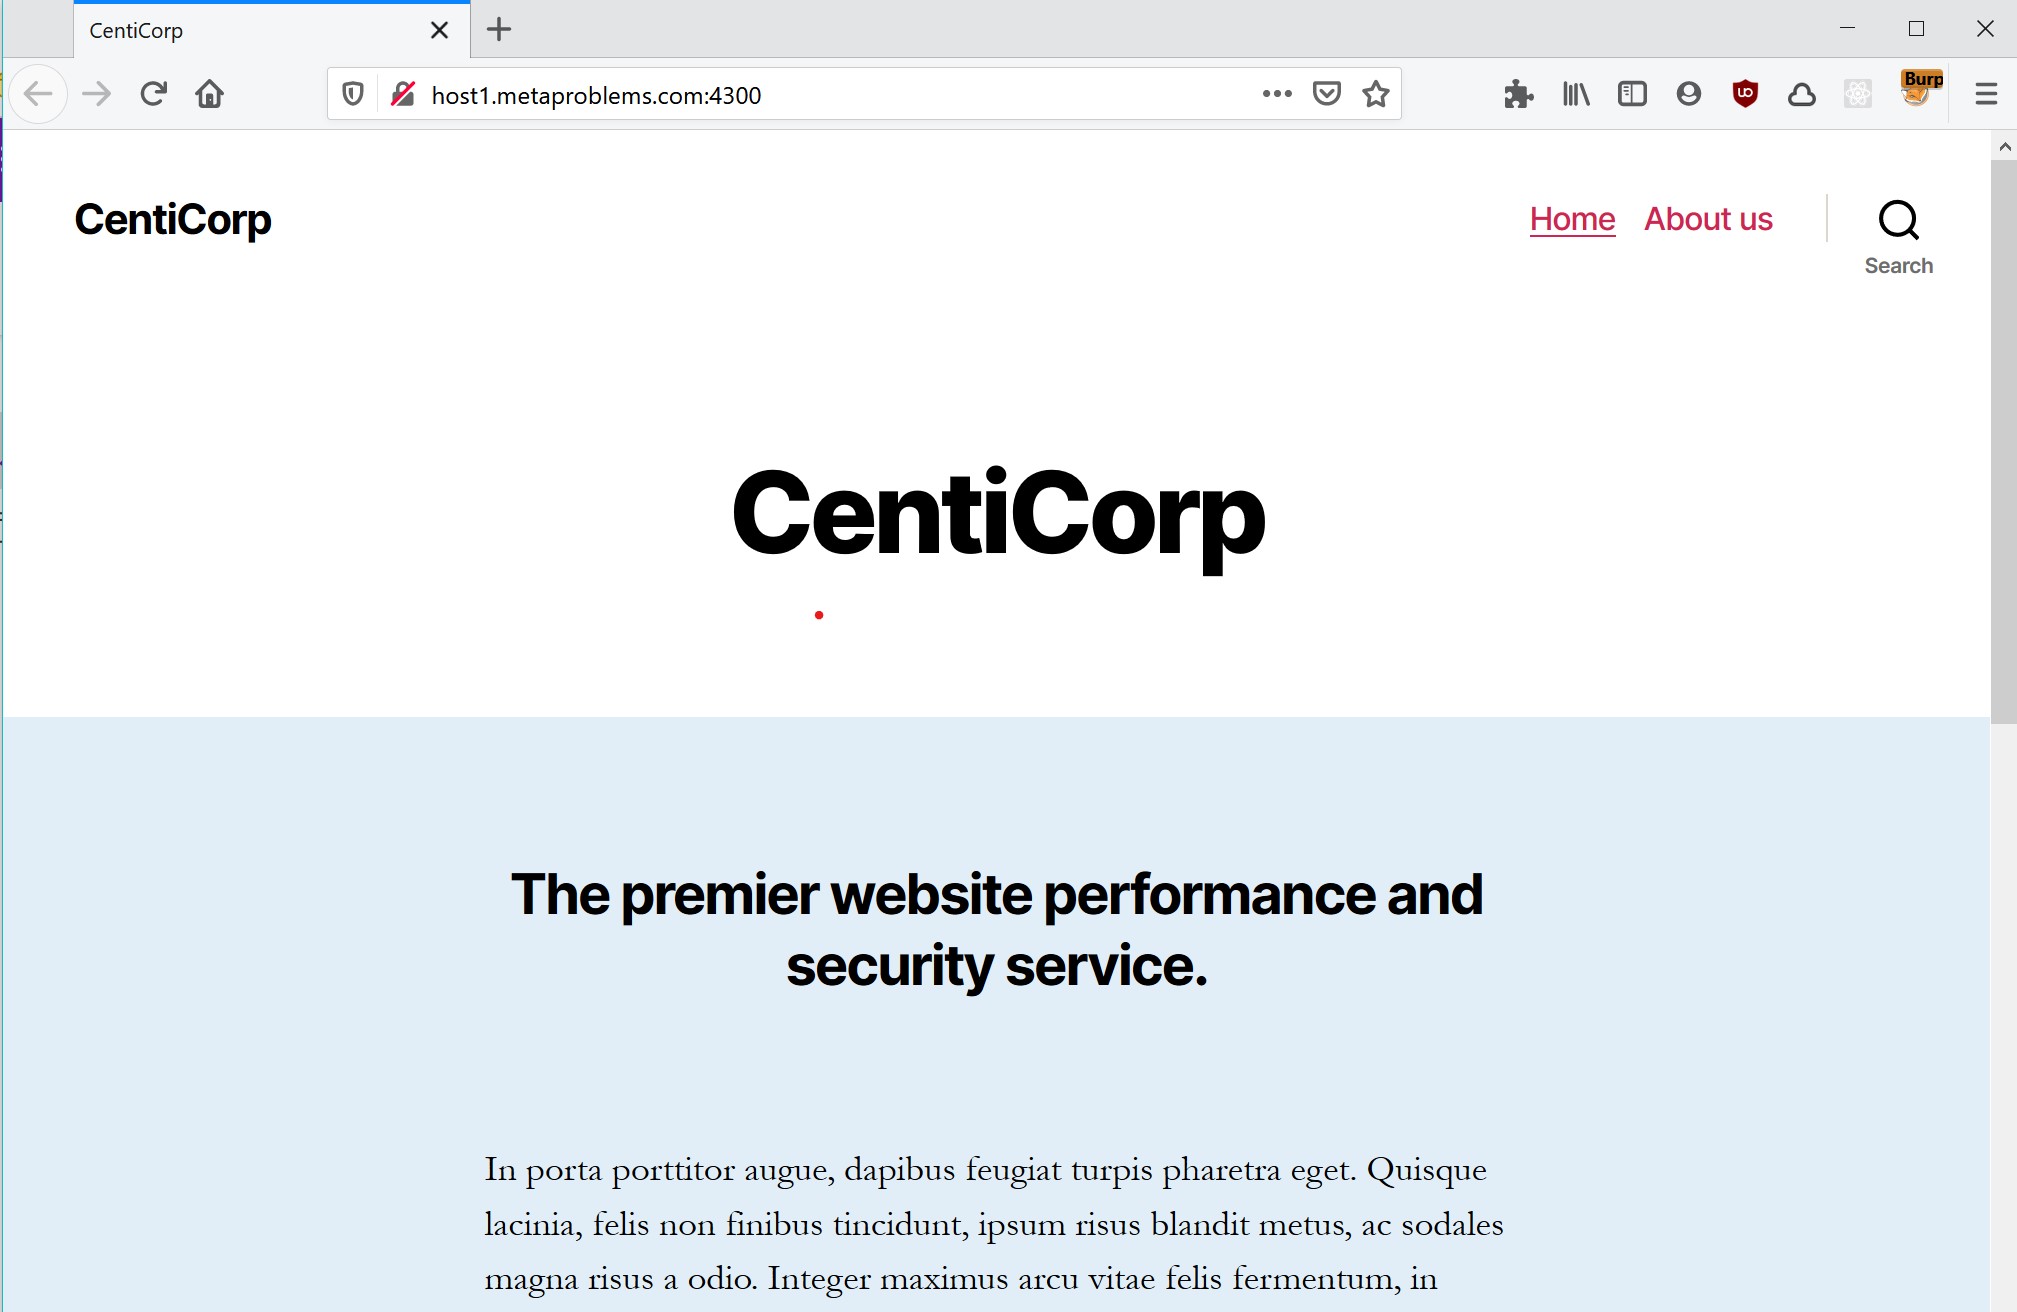 CentiCorp
host1.metaproblems.com:4300
Burp
CentiCorp
Home About us
Search
CentiCorp
The premier website performance and
security service.
In porta porttitor augue, dapibus feugiat turpis pharetra eget. Quisque
lacinia, felis non finibus tincidunt, ipsum risus blandit metus, ac sodales
magna risus a odio. Integer maximus arcu vitae felis fermentum, in